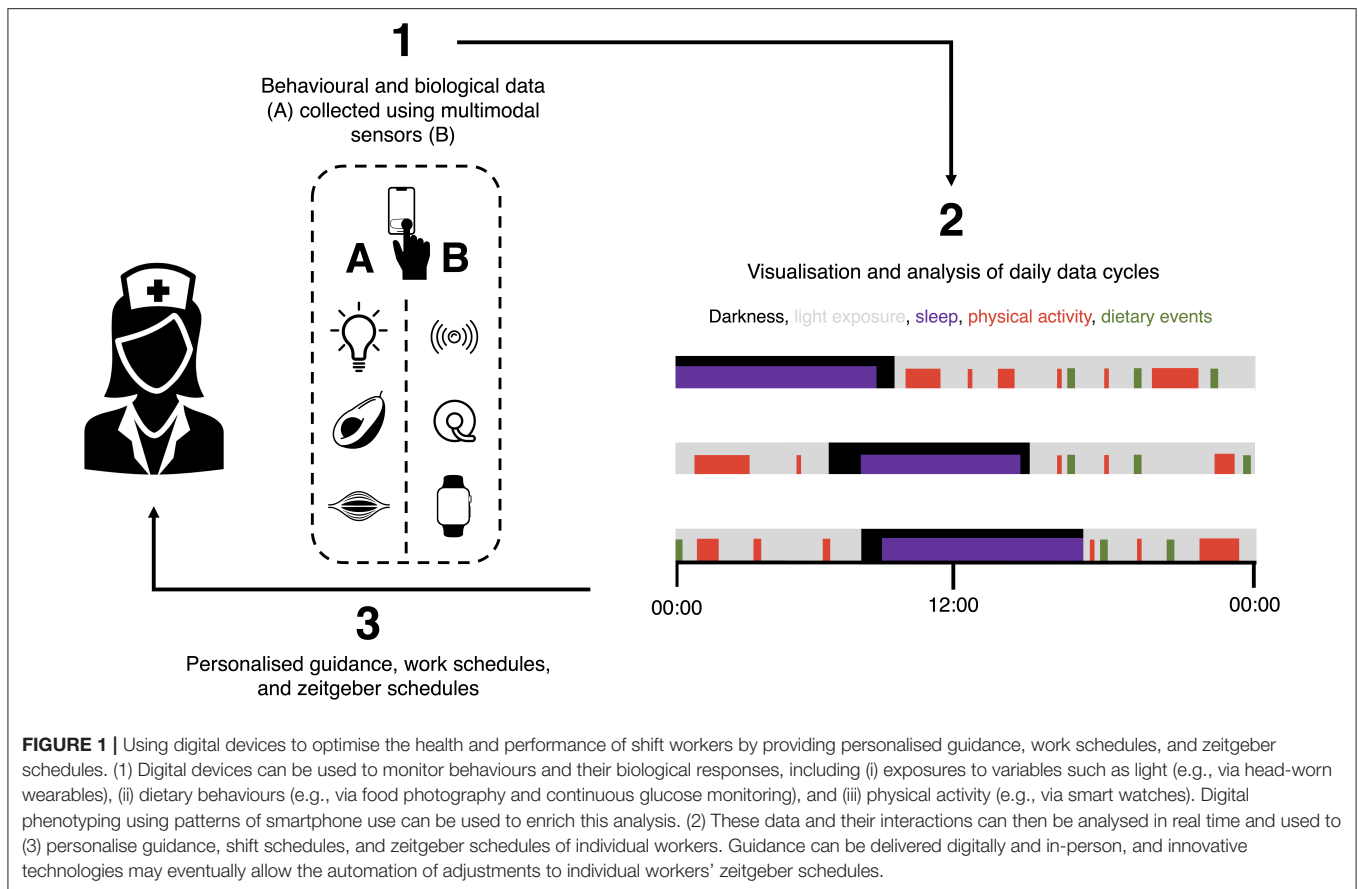 1
Behavioural and biological data
(A) collected using multimodal
sensors (B)
A B
2
Visualisation and analysis of daily data cycles
Darkness, light exposure, sleep, physical activity, dietary events
00:00 12:00 00:00
3
Personalised guidance, work schedules,
and zeitgeber schedules
FIGURE 1 | Using digital devices to optimise the health and performance of shift workers by providing personalised guidance, work schedules, and zeitgeber
schedules. (1) Digital devices can be used to monitor behaviours and their biological responses, including (i) exposures to variables such as light (e.g., via head-worn
wearables), (ii) dietary behaviours (e.g., via food photography and continuous glucose monitoring), and (iii) physical activity (e.g., via smart watches). Digital
phenotyping using patterns of smartphone use can be used to enrich this analysis. (2) These data and their interactions can then be analysed in real time and used to
(3) personalise guidance, shift schedules, and zeitgeber schedules of individual workers. Guidance can be delivered digitally and in-person, and innovative
technologies may eventually allow the automation of adjustments to individual workers' zeitgeber schedules.